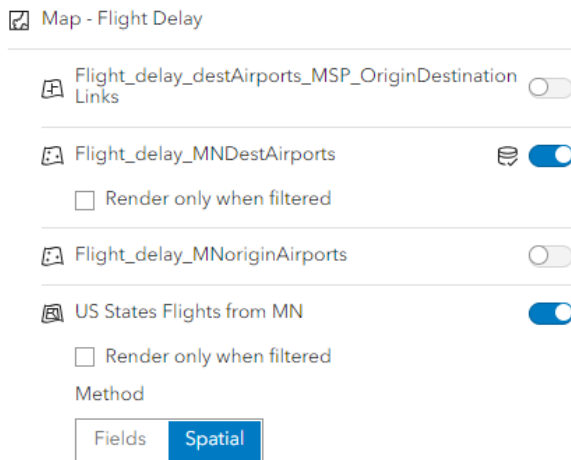 Map - Flight Delay
Flight_delay_destAirports_MSP_OriginDestination
Links
Flight_delay_MNDestAirports
Render only when filtered
Flight_delay_MNoriginAirports
US States Flights from MN
Render only when filtered
Method
Fields Spatial